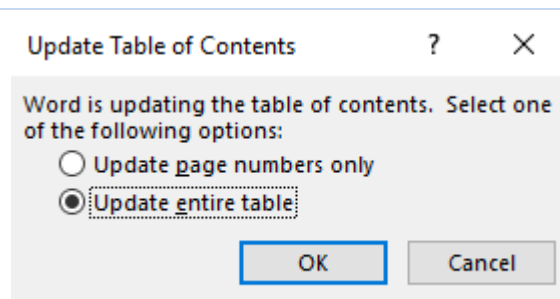 Update Table of Contents ? ×
Word is updating the table of contents. Select one
of the following options:
Update page numbers only
Update entire table
OK Cancel